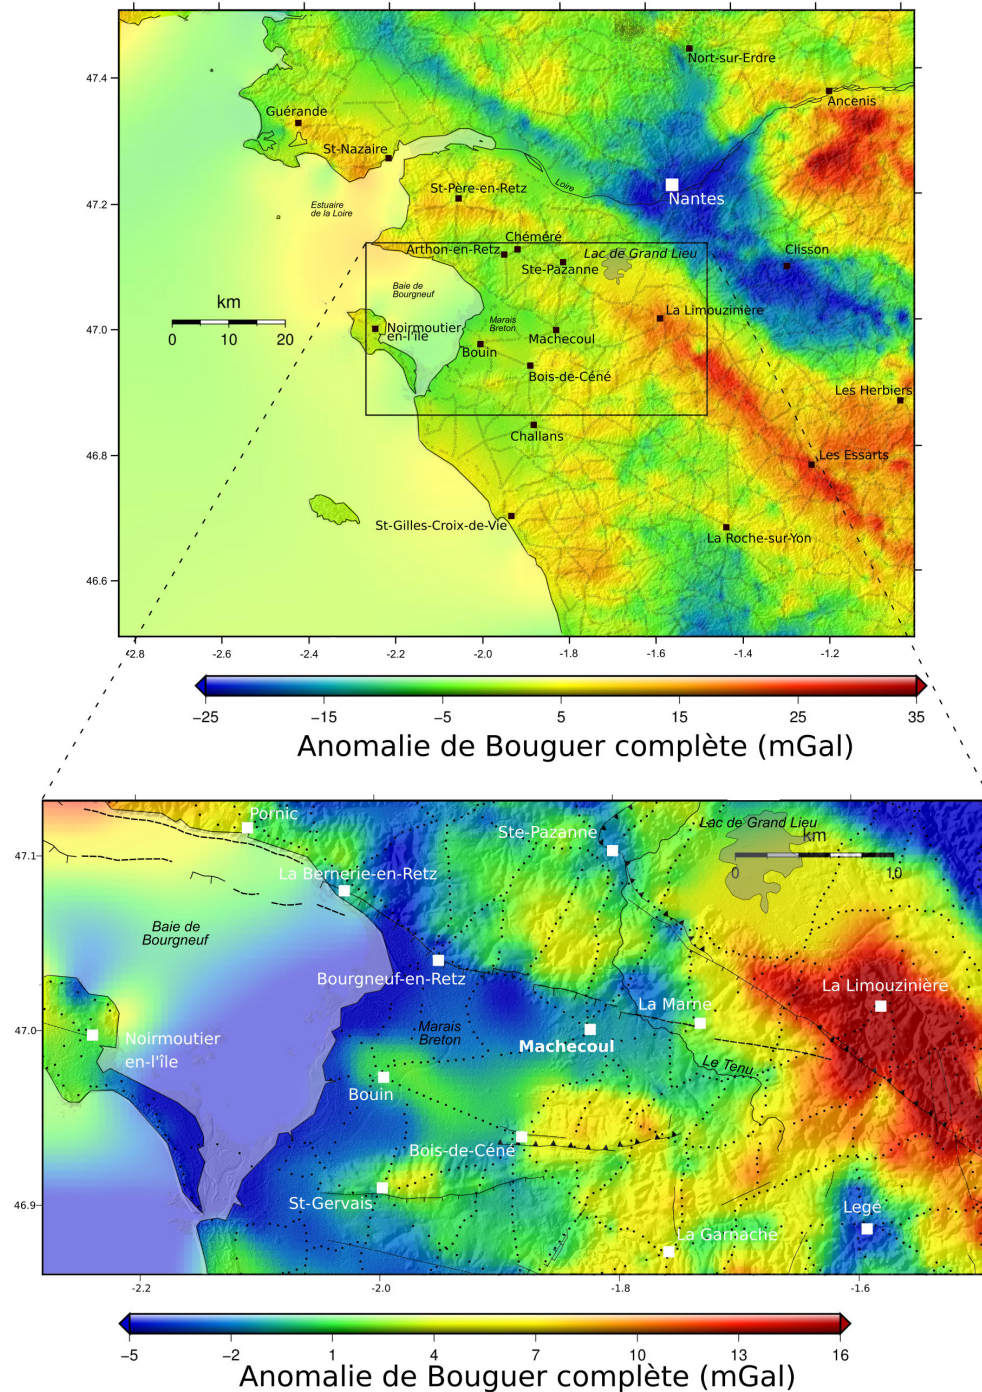 47.4
47.2
47.0
46.8
46.6
Nort-sur-Erdre
Ancenis
Guérande
St-Nazaire
Loire
Nantes
St-Père-en-Retz
Estuaire
de la Loire
Chéméré
Arthon-en-Retz
Lac de Grand Lieu
Clisson
Ste-Pazanne
Baie de
Bourgneuf
km
0 10 20
Noirmoutier
en-l'île
Marais
Breton
Bouin
Machecoul
La Limouzinière
Bois-de-Céné
Les Herbiers
Challans
Les Essarts
St-Gilles-Croix-de-Vie
La Roche-sur-Yon
-2.8 -2.6 -2.4 -2.2 -2.0 -1.8 -1.6 -1.4 -1.2
−25 −15 −5 5 15 25 35
Anomalie de Bouguer complète (mGal)
47.1
47.0
46.9
Pornic
Ste-Pazanne
Lac de Grand Lieu
km
0 10
La Bernerie-en-Retz
Baie de
Bourgneuf
Bourgneuf-en-Retz
La Limouzinière
La Marne
Marais
Breton
Machecoul
Noirmoutier
en-l'île
Le Tenu
Bouin
Bois-de-Céné
St-Gervais
Legé
La Garnache
-2.2 -2.0 -1.8 -1.6
−5 −2 1 4 7 10 13 16
Anomalie de Bouguer complète (mGal)